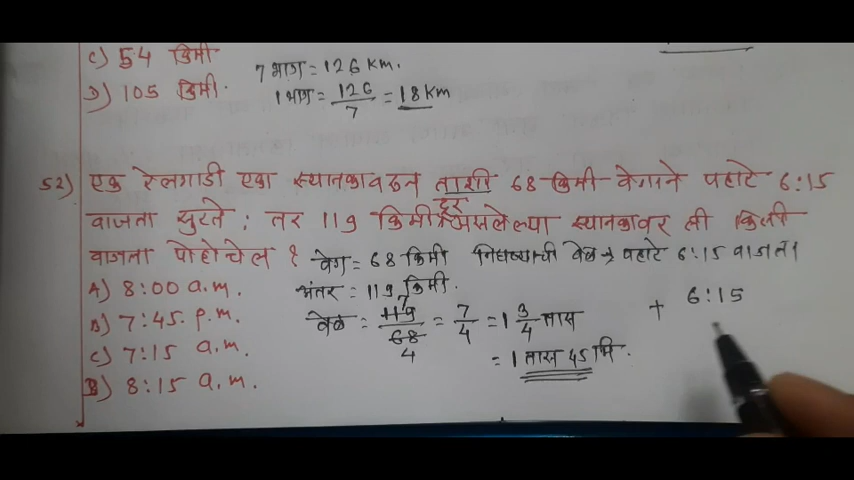 C) 54 किमी
D) 105 किमी.
7 भाग = 126 KM.
1 भाग = 126/7 = 18 KM
52) एक रेलगाडी एका स्थानकावरून ताशी 68 किमी वेगाने पहाटे 6:15
वाजता सुटते; तर 119 किमी दूर असलेल्या स्थानकावर ती किती
वाजता पोहोचेल ?
वेग = 68 किमी निघण्याची वेळ → पहाटे 6:15 वाजता
A) 8:00 a.m.
अंतर = 119 किमी.
B) 7:45. p.m.
वेळ = 119/68 = 7/4 = 1 3/4 तास
+ 6:15
C) 7:15 a.m.
= 1 तास 45 मि.
D) 8:15 a.m.